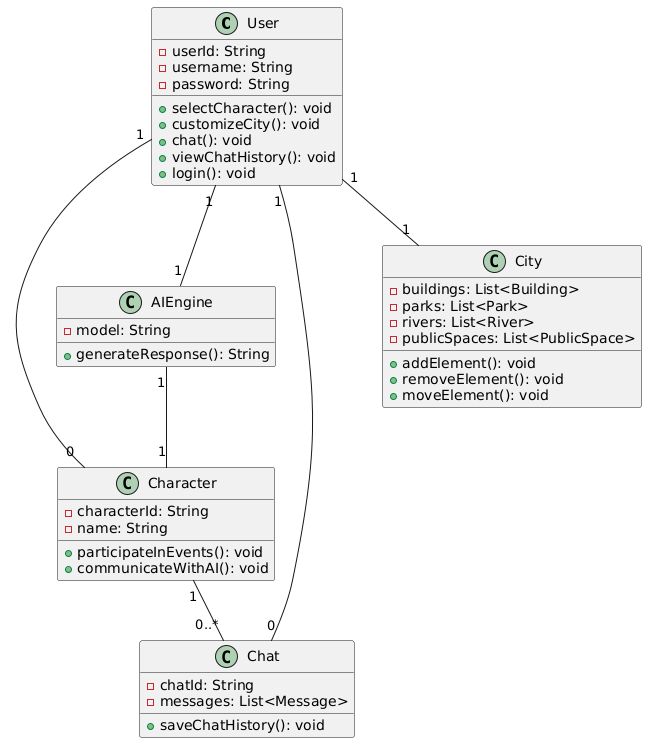 C User
userId: String
username: String
password: String
selectCharacter(): void
customizeCity(): void
chat(): void
viewChatHistory(): void
login(): void
1
1
1
1
1
1
C City
buildings: List<Building>
parks: List<Park>
rivers: List<River>
publicSpaces: List<PublicSpace>
addElement(): void
removeElement(): void
moveElement(): void
C AIEngine
model: String
generateResponse(): String
1
0
1
C Character
characterId: String
name: String
participateInEvents(): void
communicateWithAI(): void
1
0..*
0
C Chat
chatId: String
messages: List<Message>
saveChatHistory(): void